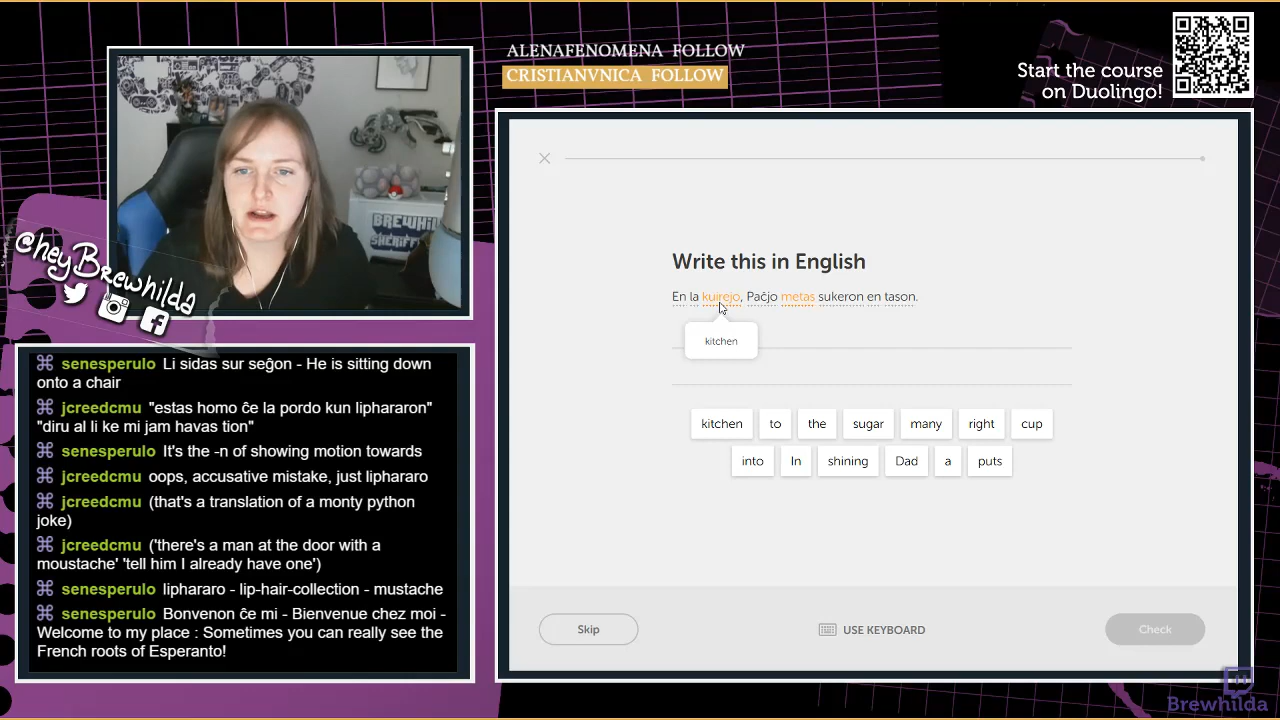 ALENAFENOMENA FOLLOW
CRISTIANVNICA FOLLOW
Start the course
on Duolingo!
BREWHIL
SHERIFF
@heyBrewhilda
Write this in English
En la kuirejo, Paĉjo metas sukeron en tason.
kitchen
kitchen to the sugar many right cup
into In shining Dad a puts
Skip
USE KEYBOARD
Check
senesperulo Li sidas sur seĝon - He is sitting down
onto a chair
jcreedcmu "estas homo ĉe la pordo kun liphararon"
"diru al li ke mi jam havas tion"
senesperulo It's the -n of showing motion towards
jcreedcmu oops, accusative mistake, just liphararo
jcreedcmu (that's a translation of a monty python
joke)
jcreedcmu ('there's a man at the door with a
moustache' 'tell him I already have one')
senesperulo lipharo - lip-hair-collection - mustache
senesperulo Bonvenon ĉe mi - Bienvenue chez moi -
Welcome to my place : Sometimes you can really see the
French roots of Esperanto!
Brewhilda